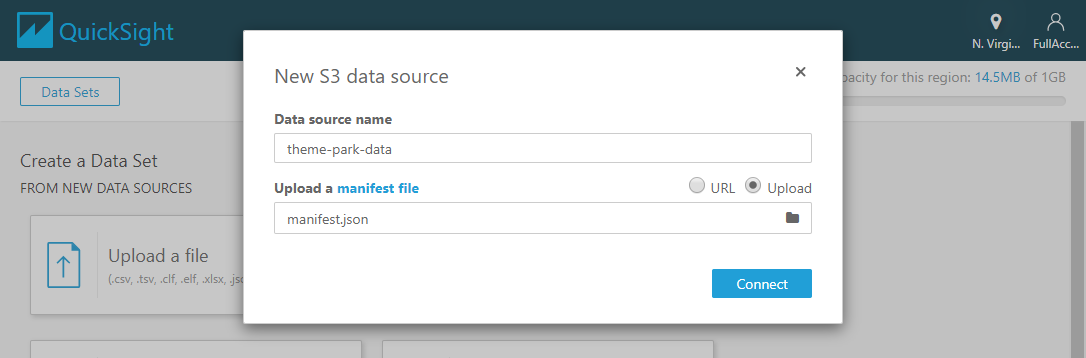 QuickSight
N. Virgi...
FullAcc...
Data Sets
pacity for this region: 14.5MB of 1GB
New S3 data source
Data source name
theme-park-data
Upload a manifest file
URL
Upload
manifest.json
Connect
Create a Data Set
FROM NEW DATA SOURCES
Upload a file
(.csv, .tsv, .clf, .elf, .xlsx, .jso